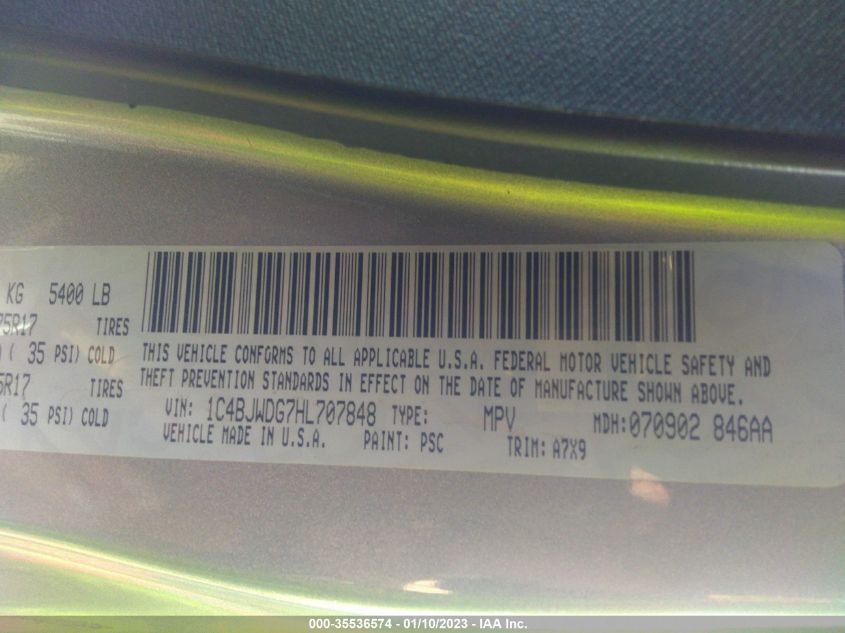 KG 5400 LB
75R17 TIRES
( 35 PSI) COLD
5R17 TIRES
( 35 PSI) COLD
THIS VEHICLE CONFORMS TO ALL APPLICABLE U.S.A. FEDERAL MOTOR VEHICLE SAFETY AND
THEFT PREVENTION STANDARDS IN EFFECT ON THE DATE OF MANUFACTURE SHOWN ABOVE.
VIN: 1C4BJWDG7HL707848 TYPE: MPV MDH:070902 846AA
VEHICLE MADE IN U.S.A. PAINT: PSC TRIM: A7X9
000-35536574 — 01/10/2023 — IAA Inc.